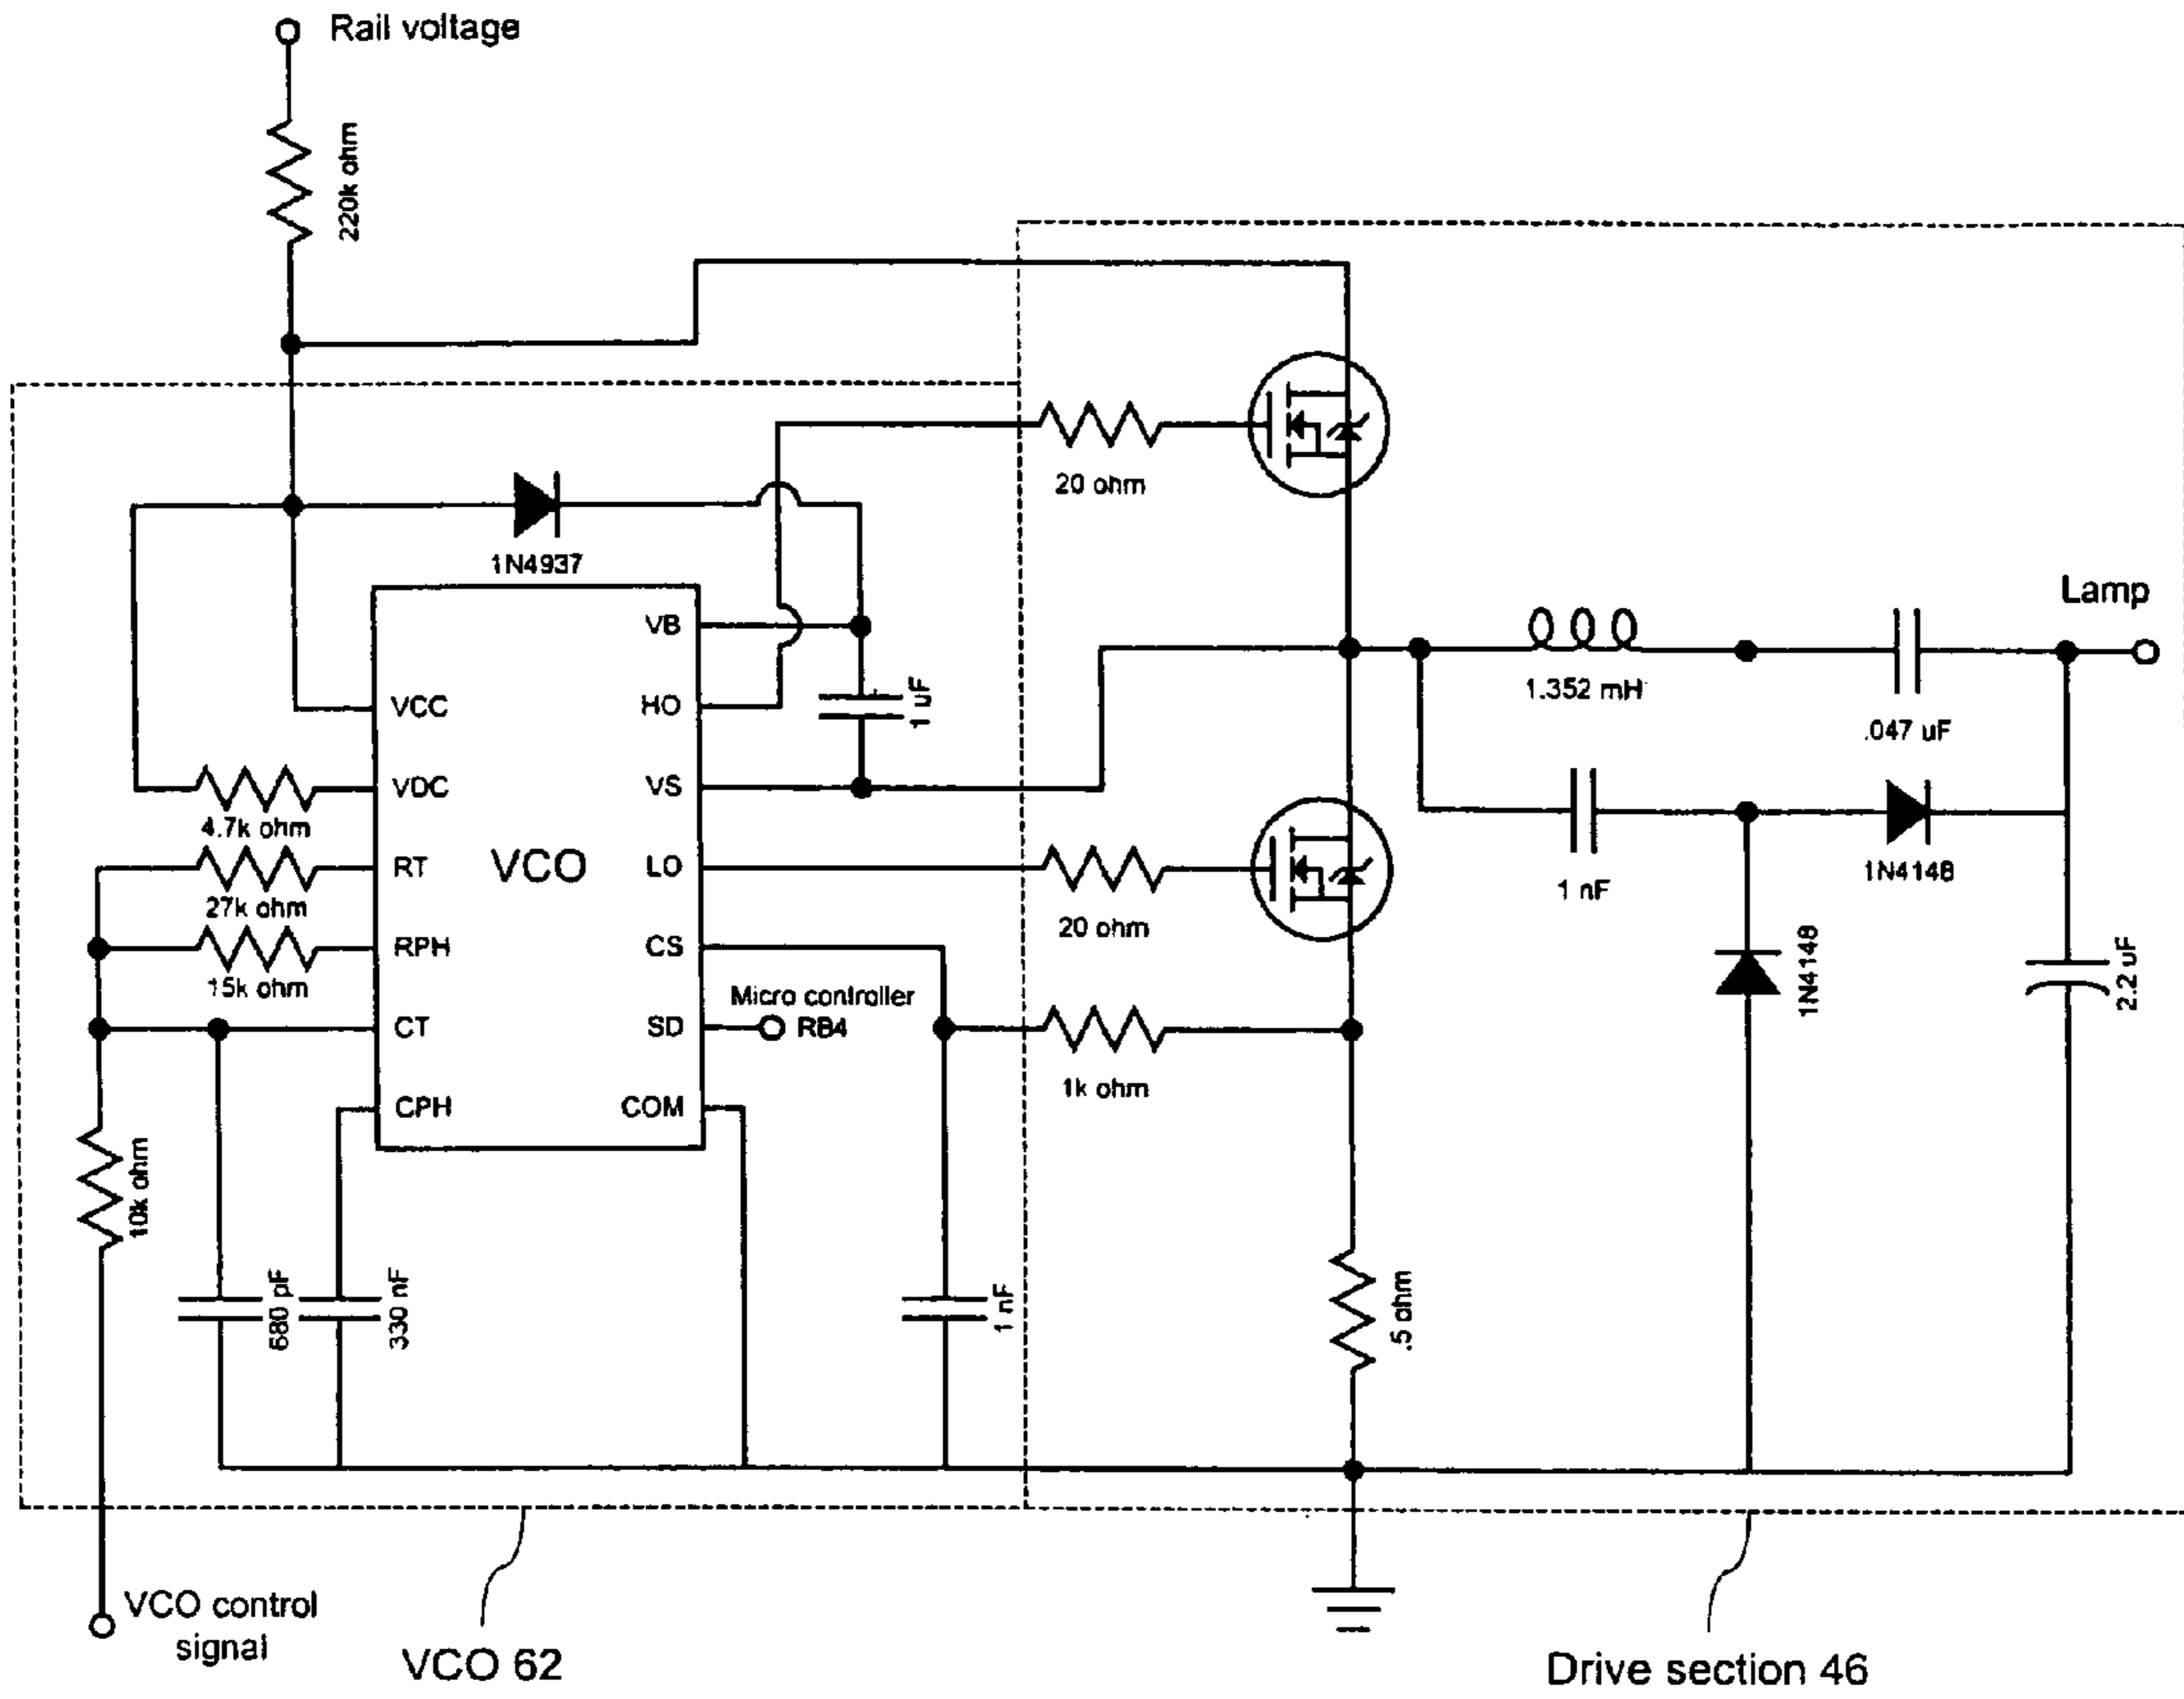 Rail voltage
220k ohm
20 ohm
1N4937
Lamp
VB
VCC
HO
1 uF
1.352 mH
.047 uF
VDC
VS
4.7k ohm
RT
VCO
LO
1 nF
1N4148
27k ohm
20 ohm
RPH
CS
1N4148
2.2 uF
15k ohm
Micro controller
RB4
CT
SD
1k ohm
CPH
COM
10k ohm
680 pF
330 nF
1 nF
.5 ohm
VCO control
signal
VCO 62
Drive section 46